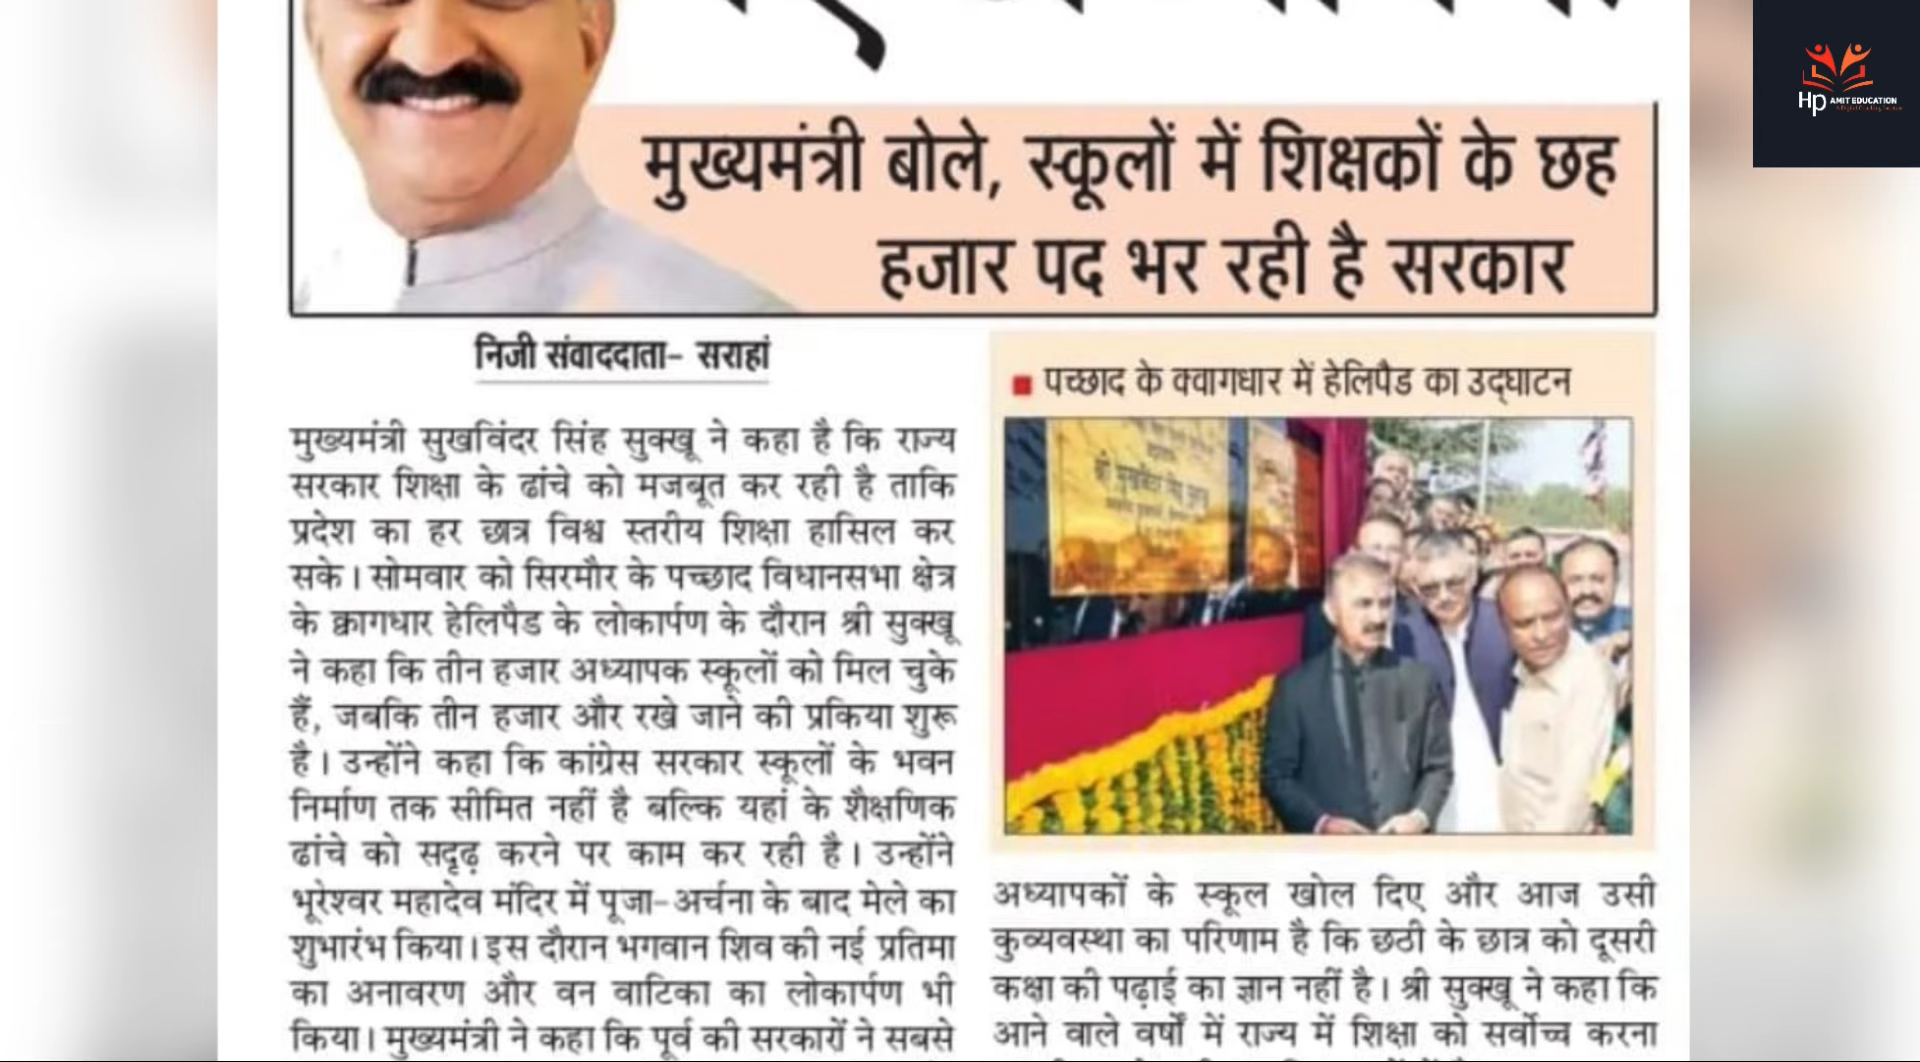 मुख्यमंत्री बोले, स्कूलों में शिक्षकों के छह
हजार पद भर रही है सरकार
निजी संवाददाता- सराहां
मुख्यमंत्री सुखविंदर सिंह सुक्खू ने कहा है कि राज्य
सरकार शिक्षा के ढांचे को मजबूत कर रही है ताकि
प्रदेश का हर छात्र विश्व स्तरीय शिक्षा हासिल कर
सके। सोमवार को सिरमौर के पच्छाद विधानसभा क्षेत्र
के क्वागधार हेलिपैड के लोकार्पण के दौरान श्री सुक्खू
ने कहा कि तीन हजार अध्यापक स्कूलों को मिल चुके
हैं, जबकि तीन हजार और रखे जाने की प्रकिया शुरू
है। उन्होंने कहा कि कांग्रेस सरकार स्कूलों के भवन
निर्माण तक सीमित नहीं है बल्कि यहां के शैक्षणिक
ढांचे को सदृढ़ करने पर काम कर रही है। उन्होंने
भूरेश्वर महादेव मंदिर में पूजा-अर्चना के बाद मेले का
शुभारंभ किया। इस दौरान भगवान शिव की नई प्रतिमा
का अनावरण और वन वाटिका का लोकार्पण भी
किया। मुख्यमंत्री ने कहा कि पूर्व की सरकारों ने सबसे
■ पच्छाद के क्वागधार में हेलिपैड का उद्घाटन
अध्यापकों के स्कूल खोल दिए और आज उसी
कुव्यवस्था का परिणाम है कि छठी के छात्र को दूसरी
कक्षा की पढ़ाई का ज्ञान नहीं है। श्री सुक्खू ने कहा कि
आने वाले वर्षों में राज्य में शिक्षा को सर्वोच्च करना
Hp AMIT EDUCATION